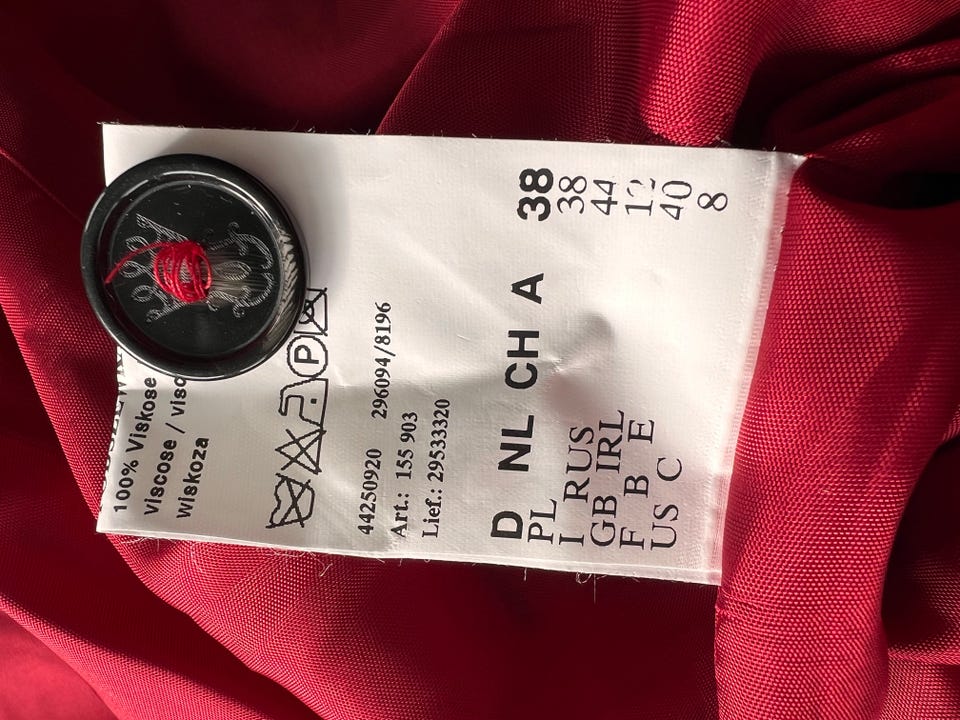 100% Viskose
viscose /
wiskoza
P
44250920 296094/8196
Art.: 155 903
Lief.: 29533320
D NL CH A 38
PL 38
I RUS 44
GB IRL 12
F B E 40
US C 8